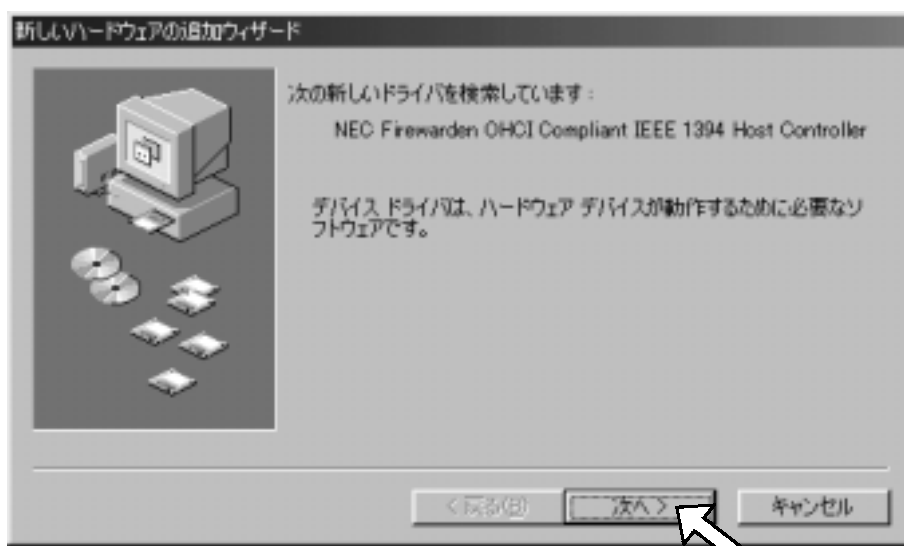 新しいハードウェアの追加ウィザード
次の新しいドライバを検索しています：
NEC Firewarden OHCI Compliant IEEE 1394 Host Controller
デバイス ドライバは、ハードウェア デバイスが動作するために必要なソ
フトウェアです。
< 戻る(B)
次へ >
キャンセル